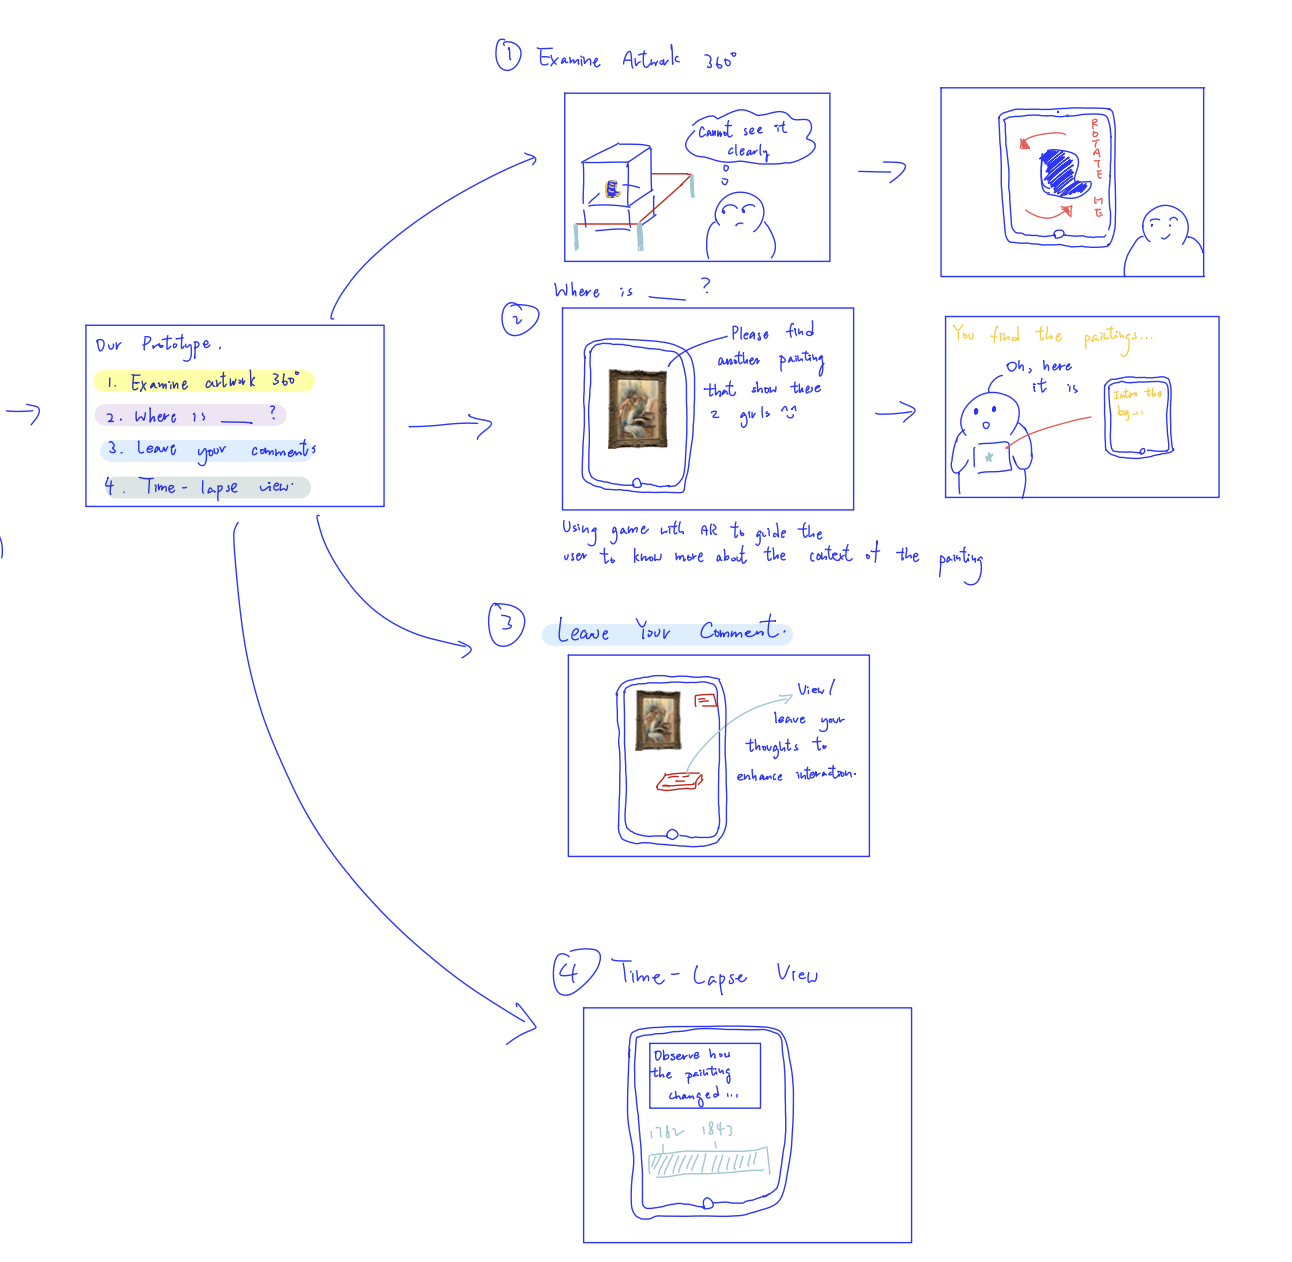 Our Prototype.
1. Examine artwork 360°
2. Where is ___ ?
3. Leave your comments
4. Time-lapse view.
① Examine Artwork 360°
Cannot see it
clearly
ROTATE ME
② Where is ___ ?
Please find
another painting
that show these
2 girls ^^
You find the paintings...
Oh, here
it is
Intro the
bg...
Using game with AR to guide the
user to know more about the context of the painting
③ Leave Your Comment.
View/
leave your
thoughts to
enhance interaction.
④ Time-Lapse View
Observe how
the painting
changed...
1782 1843